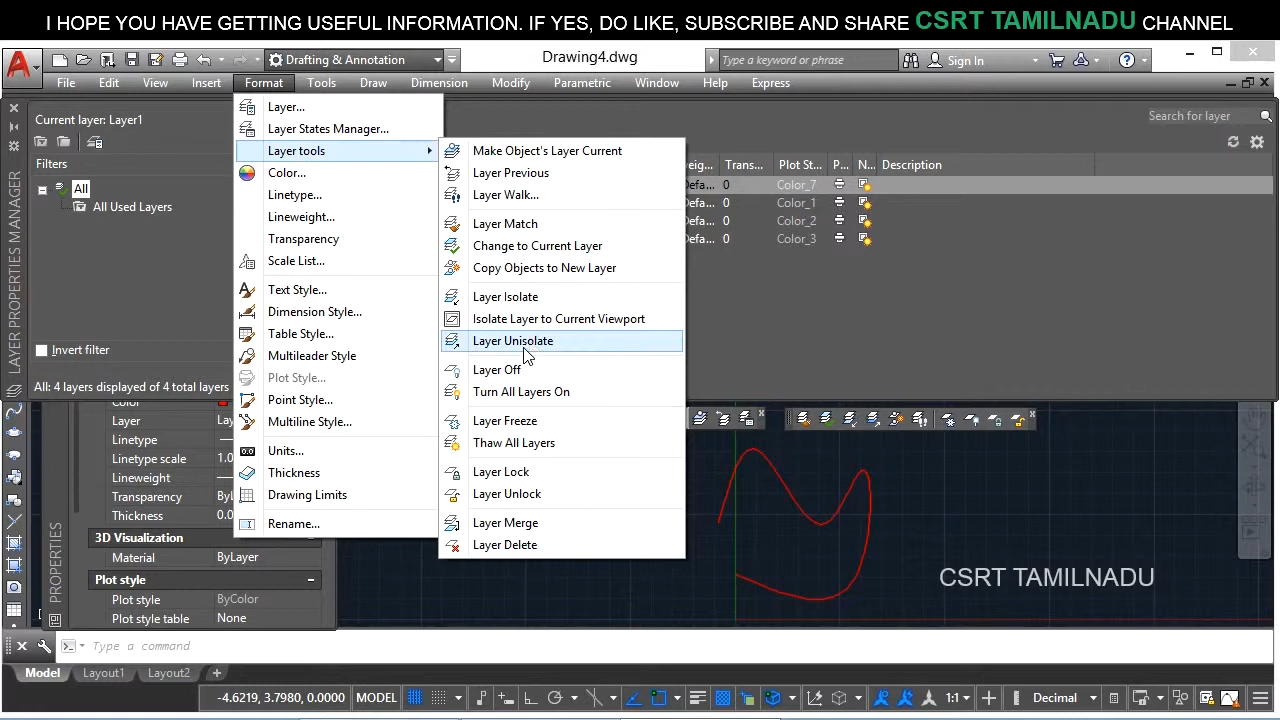 I HOPE YOU HAVE GETTING USEFUL INFORMATION. IF YES, DO LIKE, SUBSCRIBE AND SHARE CSRT TAMILNADU CHANNEL
Drafting & Annotation
Drawing4.dwg
Type a keyword or phrase
Sign In
File Edit View Insert Format Tools Draw Dimension Modify Parametric Window Help Express
Current layer: Layer1
Search for layer
Filters
All
All Used Layers
Invert filter
All: 4 layers displayed of 4 total layers
LAYER PROPERTIES MANAGER
Layer...
Layer States Manager...
Layer tools
Color...
Linetype...
Lineweight...
Transparency
Scale List...
Text Style...
Dimension Style...
Table Style...
Multileader Style
Plot Style...
Point Style...
Multiline Style...
Units...
Thickness
Drawing Limits
Rename...
Make Object's Layer Current
Layer Previous
Layer Walk...
Layer Match
Change to Current Layer
Copy Objects to New Layer
Layer Isolate
Isolate Layer to Current Viewport
Layer Unisolate
Layer Off
Turn All Layers On
Layer Freeze
Thaw All Layers
Layer Lock
Layer Unlock
Layer Merge
Layer Delete
Trans... Plot St... P... N... Description
Defa... 0 Color_7
Defa... 0 Color_1
Defa... 0 Color_2
Defa... 0 Color_3
Color
Layer
Linetype
Linetype scale 1.0
Lineweight
Transparency ByL
Thickness 0.0
3D Visualization
Material ByLayer
Plot style
Plot style ByColor
Plot style table None
PROPERTIES
CSRT TAMILNADU
Type a command
Model Layout1 Layout2 +
-4.6219, 3.7980, 0.0000 MODEL 1:1 Decimal